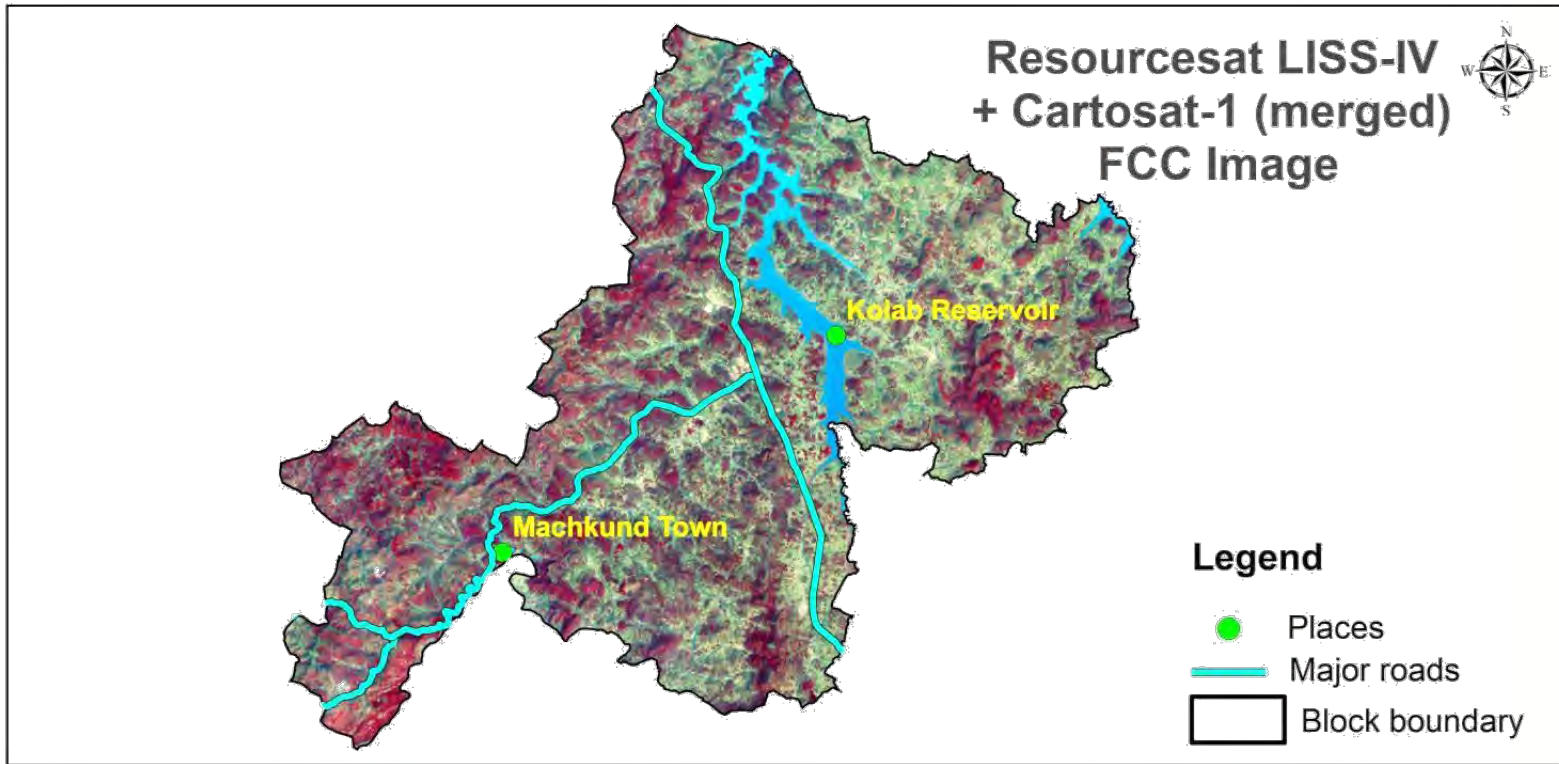 Resourcesat LISS-IV
+ Cartosat-1 (merged)
FCC Image
N
W E
S
Kolab Reservoir
Machkund Town
Legend
Places
Major roads
Block boundary